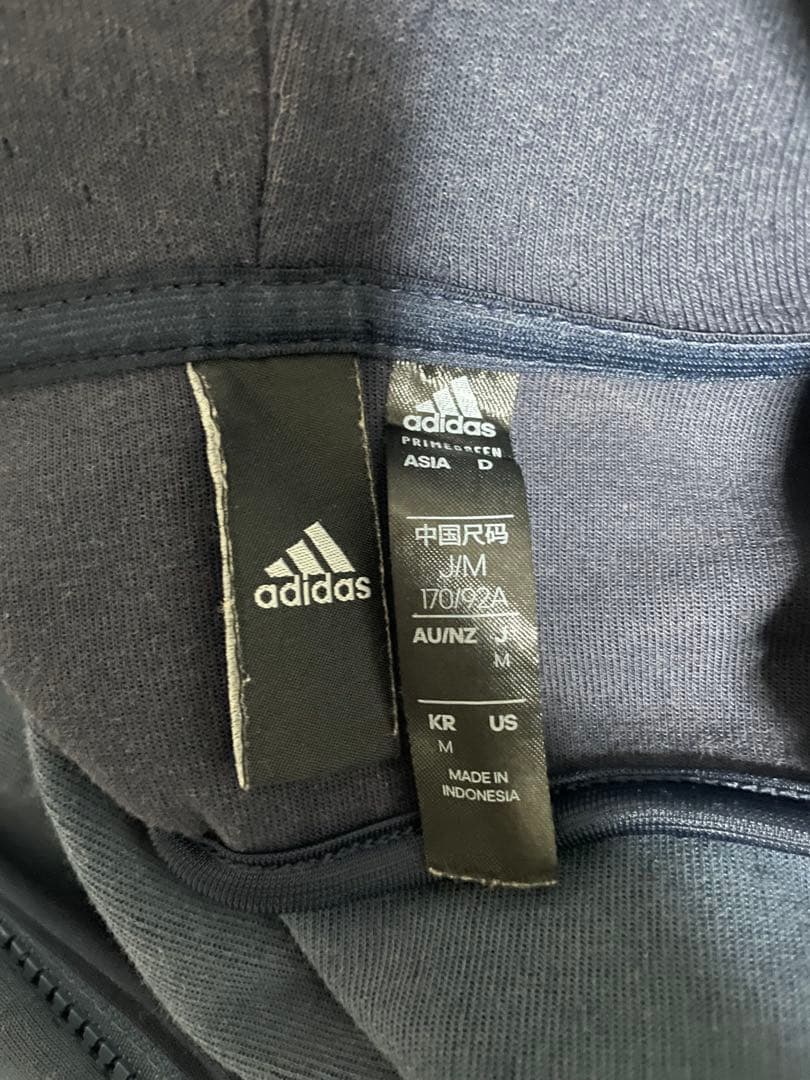 adidas
adidas
PRIMEGREEN
ASIA D
中国尺码
J/M
170/92A
AU/NZ J
M
KR US
M
MADE IN
INDONESIA